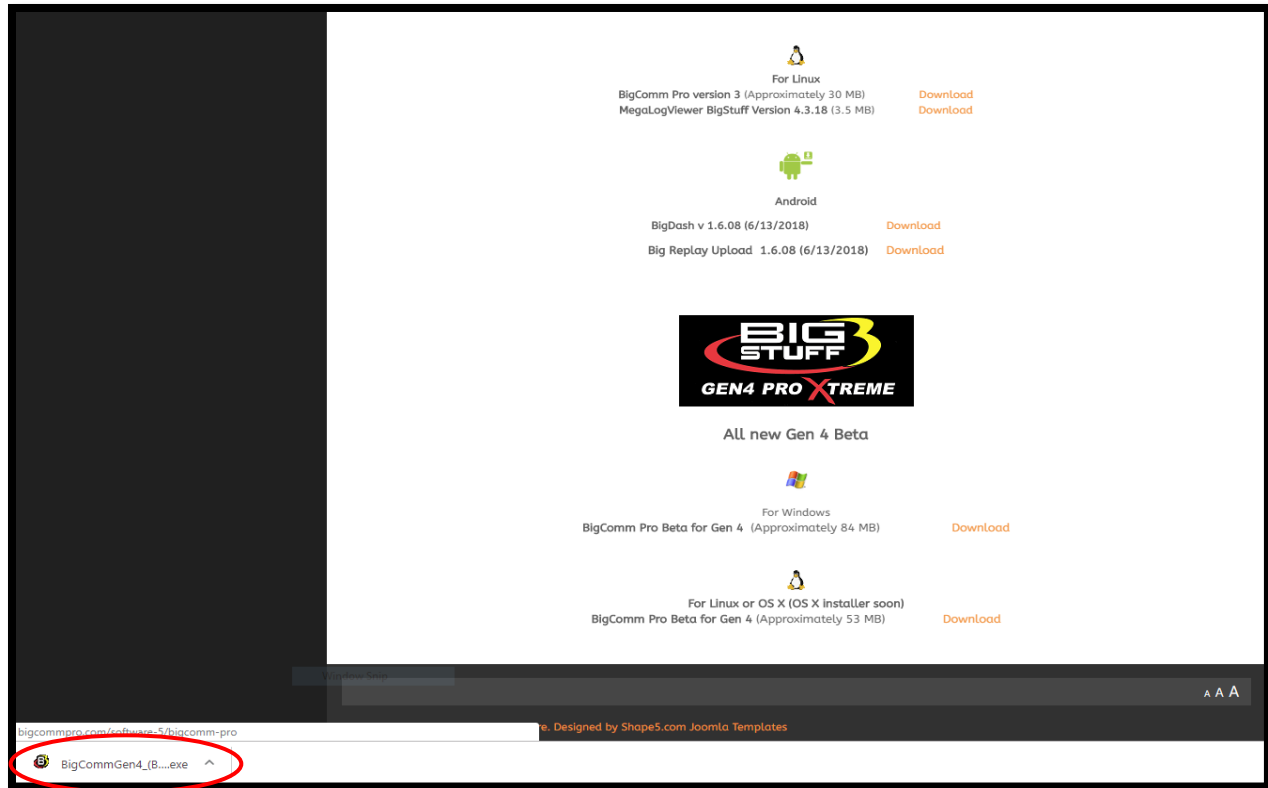 For Linux
BigComm Pro version 3 (Approximately 30 MB) Download
MegaLogViewer BigStuff Version 4.3.18 (3.5 MB) Download
Android
BigDash v 1.6.08 (6/13/2018) Download
Big Replay Upload 1.6.08 (6/13/2018) Download
BIG
STUFF 3
GEN4 PRO XTREME
All new Gen 4 Beta
For Windows
BigComm Pro Beta for Gen 4 (Approximately 84 MB) Download
For Linux or OS X (OS X installer soon)
BigComm Pro Beta for Gen 4 (Approximately 53 MB) Download
Window Snip
A A A
re. Designed by Shape5.com Joomla Templates
bigcommpro.com/software-5/bigcomm-pro
B BigCommGen4_(B....exe